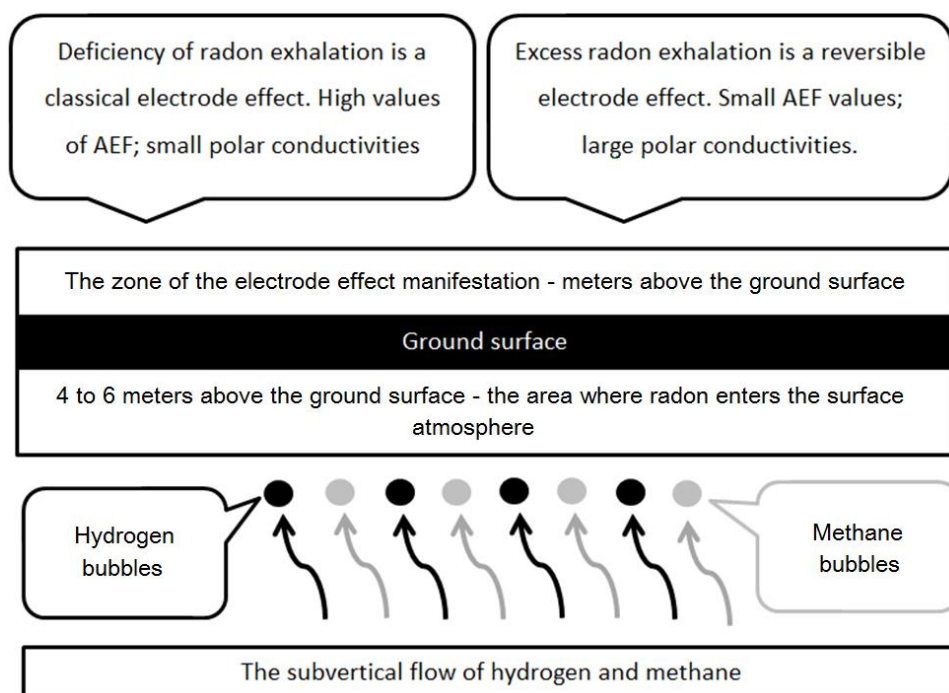 Deficiency of radon exhalation is a
classical electrode effect. High values
of AEF; small polar conductivities
Excess radon exhalation is a reversible
electrode effect. Small AEF values;
large polar conductivities.
The zone of the electrode effect manifestation - meters above the ground surface
Ground surface
4 to 6 meters above the ground surface - the area where radon enters the surface
atmosphere
Hydrogen
bubbles
Methane
bubbles
The subvertical flow of hydrogen and methane